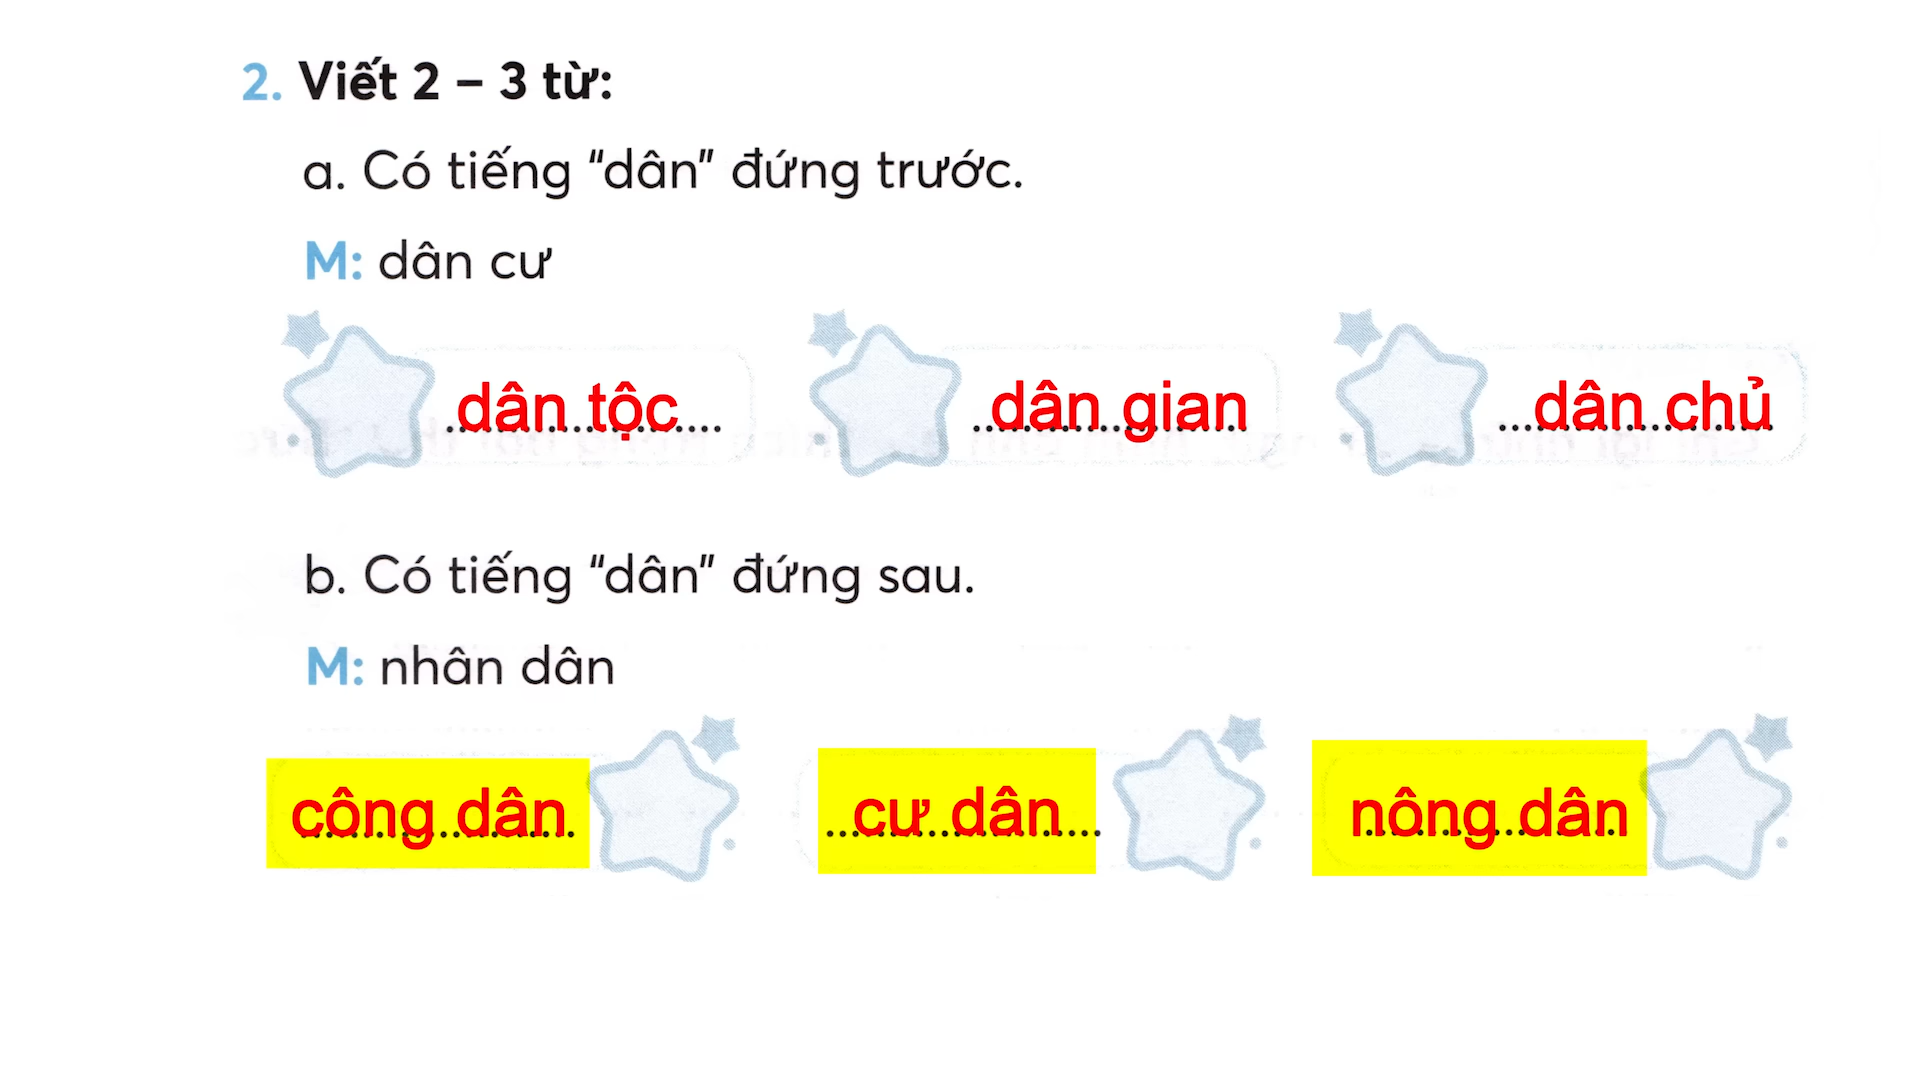 2. Viết 2 – 3 từ:
a. Có tiếng “dân” đứng trước.
M: dân cư
dân tộc dân gian dân chủ
b. Có tiếng “dân” đứng sau.
M: nhân dân
công dân cư dân nông dân